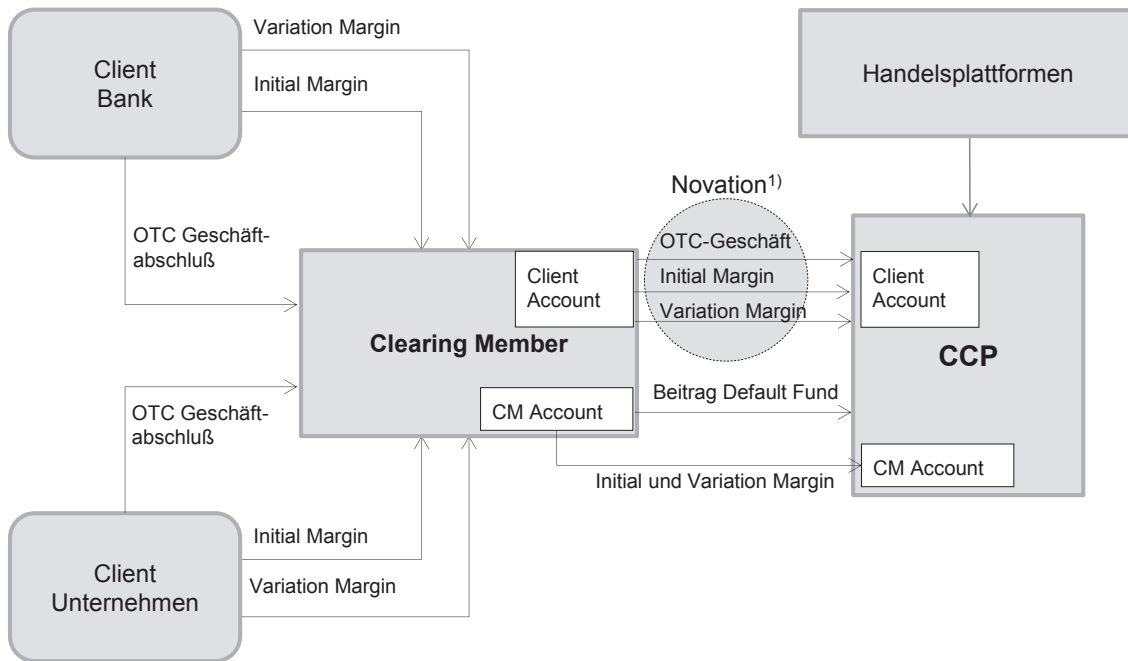 Variation Margin
Client
Bank
Initial Margin
Handelsplattformen
Novation1)
OTC Geschäft-
abschluß
OTC-Geschäft
Client
Account
Initial Margin
Variation Margin
Client
Account
Clearing Member
CCP
CM Account
Beitrag Default Fund
OTC Geschäft-
abschluß
CM Account
Initial und Variation Margin
Client
Unternehmen
Initial Margin
Variation Margin